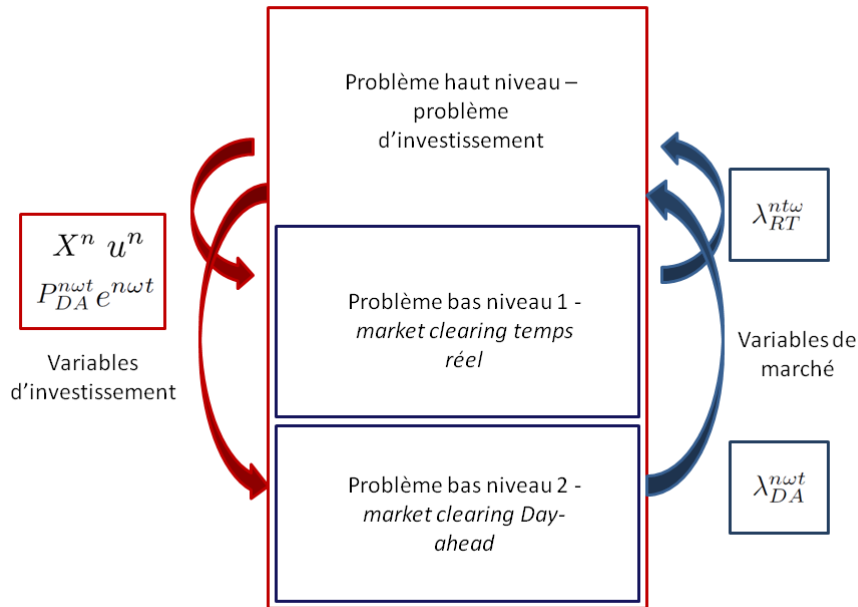 Problème haut niveau –
problème
d'investissement
X^n u^n
P_{DA}^{nωt} e^{nωt}
Variables
d'investissement
Problème bas niveau 1 -
market clearing temps
réel
Problème bas niveau 2 -
market clearing Day-
ahead
λ_{RT}^{ntω}
Variables de
marché
λ_{DA}^{nωt}